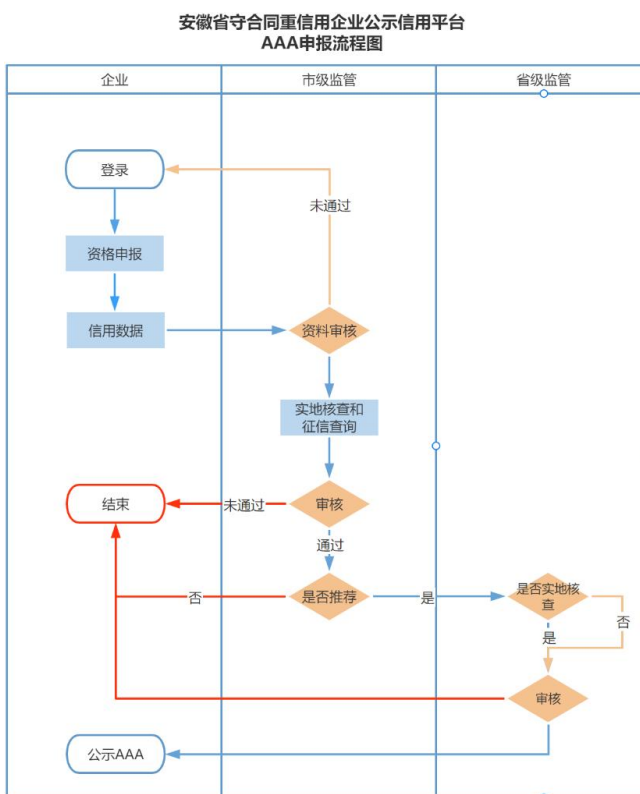 安徽省守合同重信用企业公示信用平台
AAA申报流程图
企业
市级监管
省级监管
登录
未通过
资格申报
信用数据
资料审核
实地核查和
征信查询
结束
未通过
审核
通过
否
是否推荐
是
是否实地核
查
否
是
审核
公示AAA